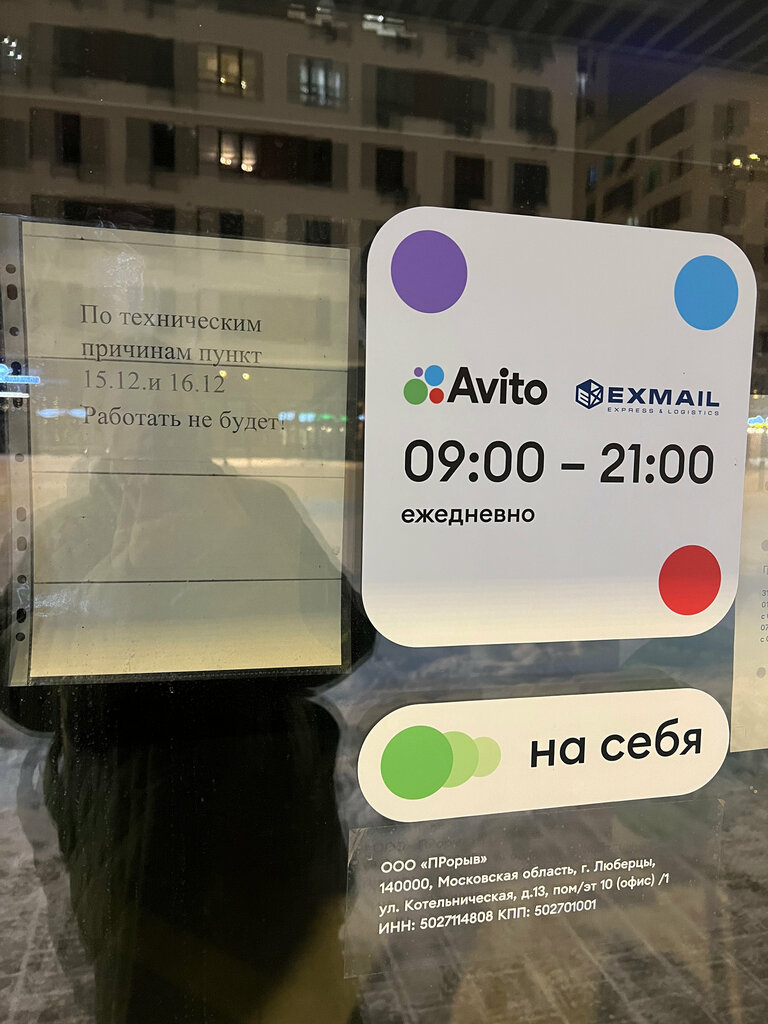 По техническим
причинам пункт
15.12.и 16.12
Работать не будет!
Avito
EXMAIL
EXPRESS & LOGISTICS
09:00 – 21:00
ежедневно
на себя
ООО «ПРорыв»
140000, Московская область, г. Люберцы,
ул. Котельническая, д.13, пом/эт 10 (офис) /1
ИНН: 5027114808 КПП: 502701001